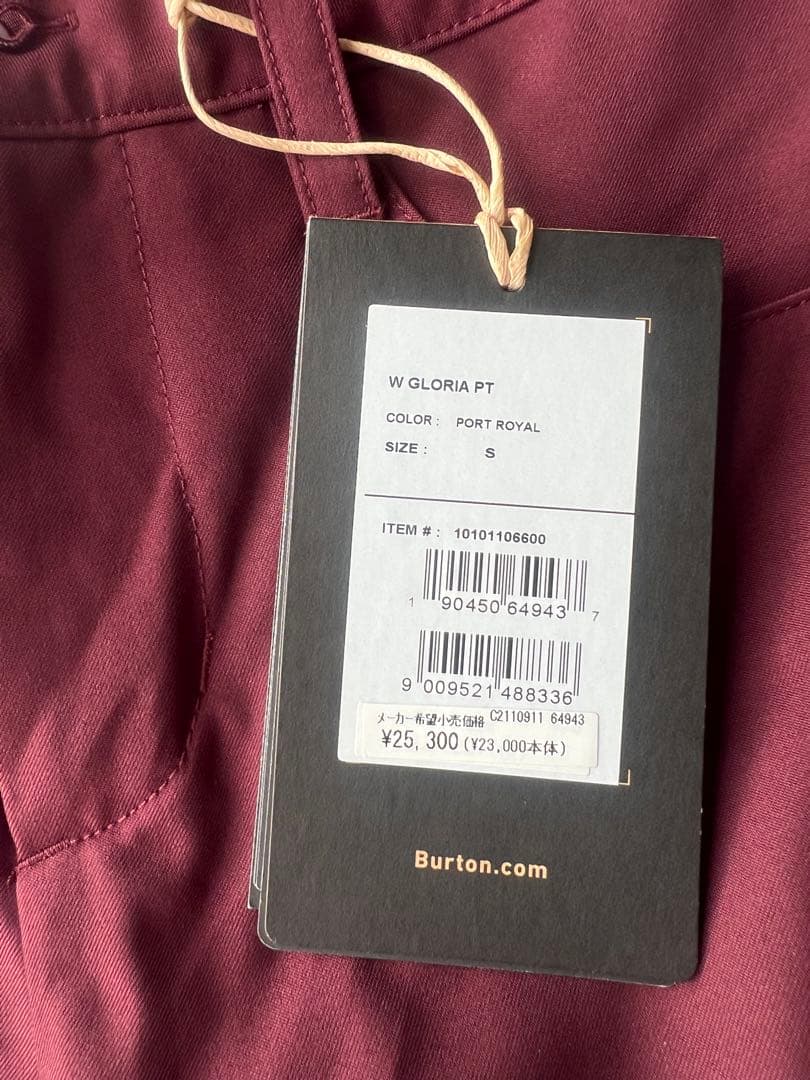 W GLORIA PT
COLOR : PORT ROYAL
SIZE : S
ITEM # : 10101106600
1 90450 64943 7
9 009521 488336
メーカー希望小売価格 C2110911 64943
¥25,300 (¥23,000本体)
Burton.com